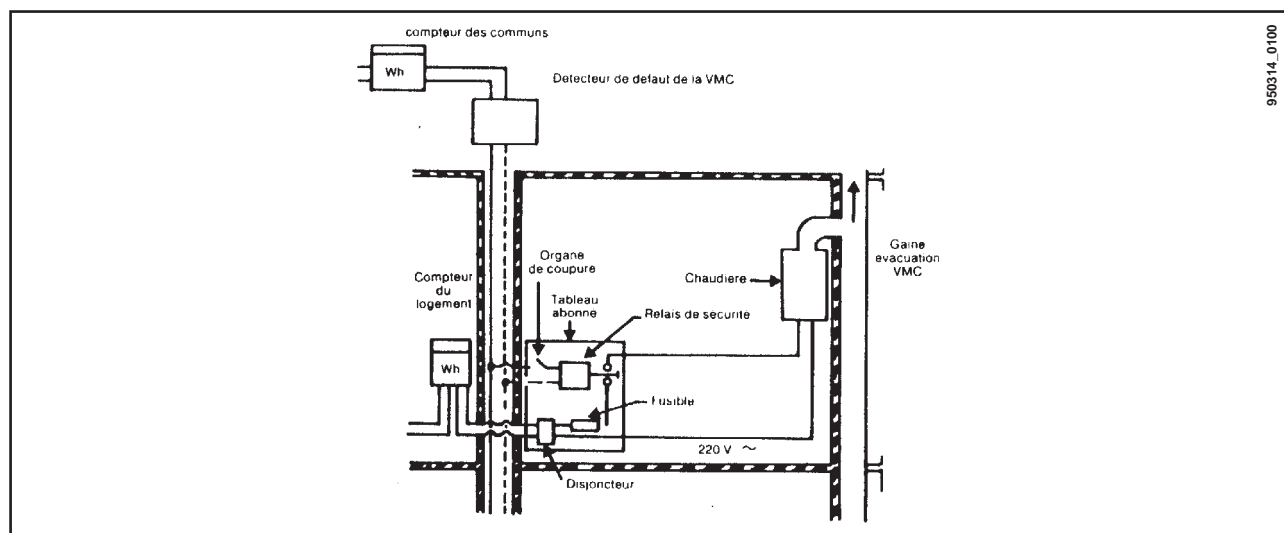 compteur des communs
Wh
Detecteur de defaut de la VMC
950314_0100
Organe
de coupure
Compteur
du
logement
Tableau
abonne
Relais de securite
Chaudiere
Gaine
evacuation
VMC
Wh
Fusible
220 V ~
Disjoncteur